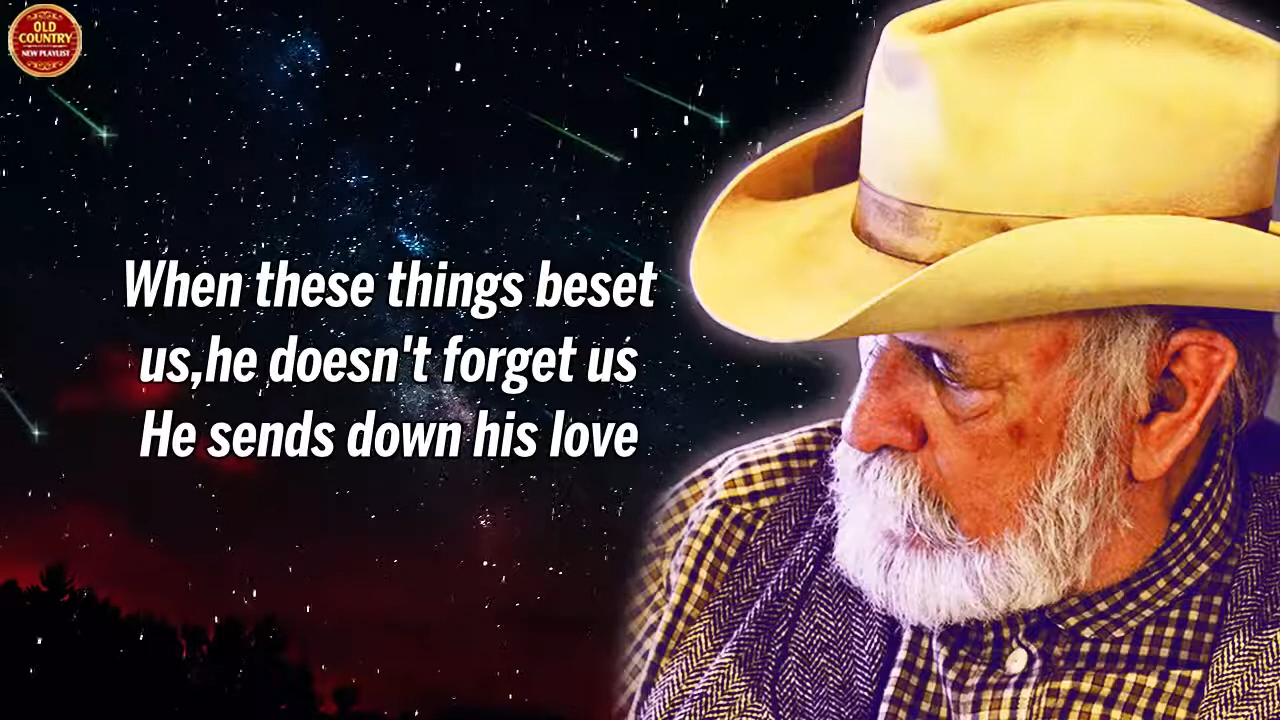 OLD
COUNTRY
NEW PLAYLIST
When these things beset
us,he doesn't forget us
He sends down his love